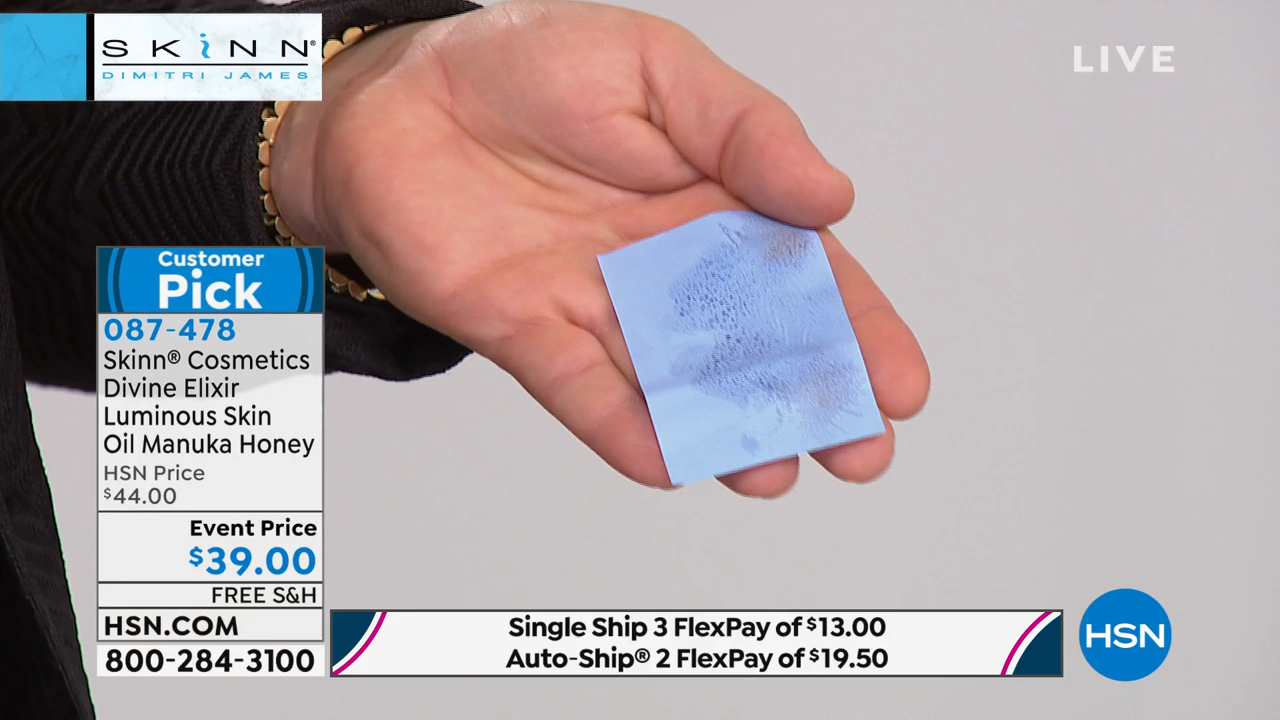 SKiNN®
DIMITRI JAMES
LIVE
Customer
Pick
087-478
Skinn® Cosmetics
Divine Elixir
Luminous Skin
Oil Manuka Honey
HSN Price
$44.00
Event Price
$39.00
FREE S&H
HSN.COM
800-284-3100
Single Ship 3 FlexPay of $13.00
Auto-Ship® 2 FlexPay of $19.50
HSN